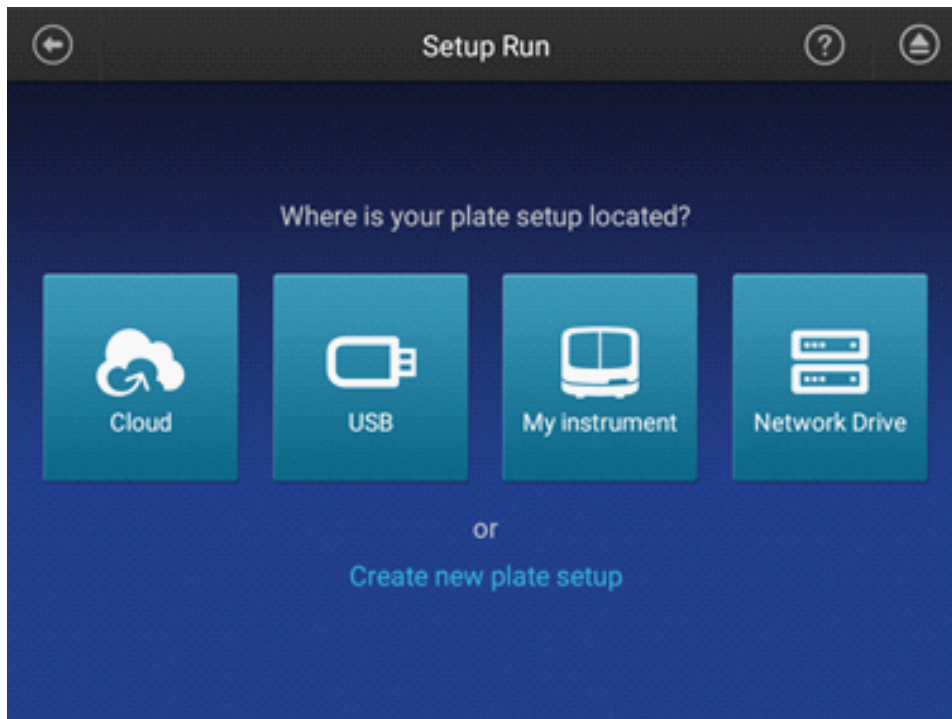 Setup Run
?
Where is your plate setup located?
Cloud
USB
My instrument
Network Drive
or
Create new plate setup